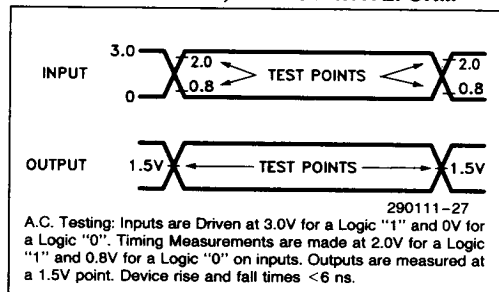 3.0
INPUT
2.0
0.8
TEST POINTS
2.0
0.8
0
OUTPUT
1.5V
TEST POINTS
1.5V
290111-27
A.C. Testing: Inputs are Driven at 3.0V for a Logic "1" and 0V for
a Logic "0". Timing Measurements are made at 2.0V for a Logic
"1" and 0.8V for a Logic "0" on inputs. Outputs are measured at
a 1.5V point. Device rise and fall times <6 ns.